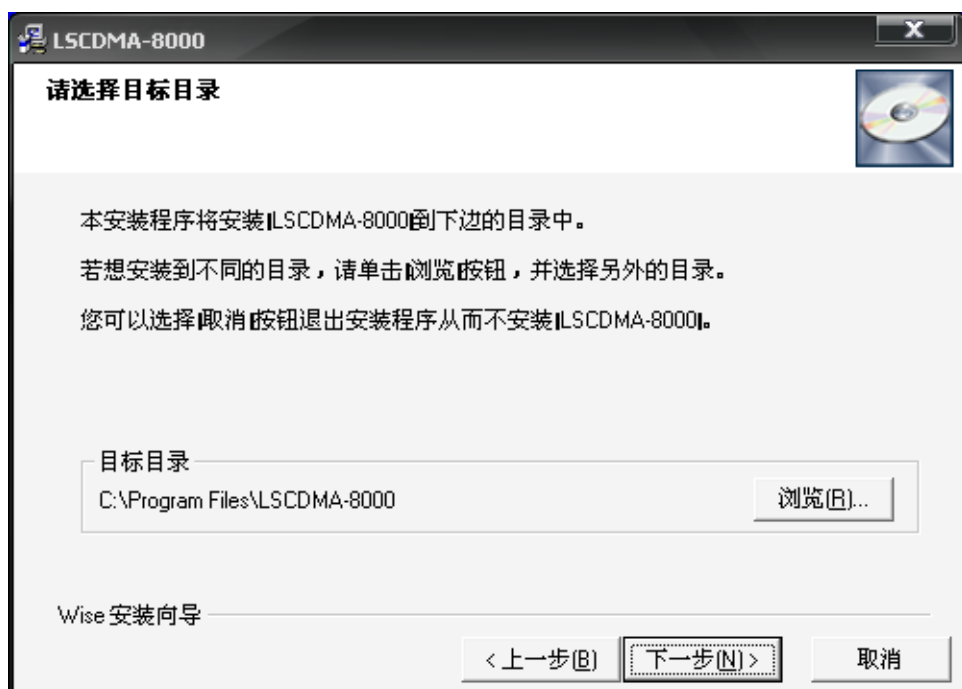 LSCDMA-8000
请选择目标目录
本安装程序将安装LSCDMA-8000到下边的目录中。
若想安装到不同的目录，请单击浏览按钮，并选择另外的目录。
您可以选择取消按钮退出安装程序从而不安装LSCDMA-8000。
目标目录
C:\Program Files\LSCDMA-8000
浏览(R)...
Wise 安装向导
<上一步(B)
下一步(N)>
取消